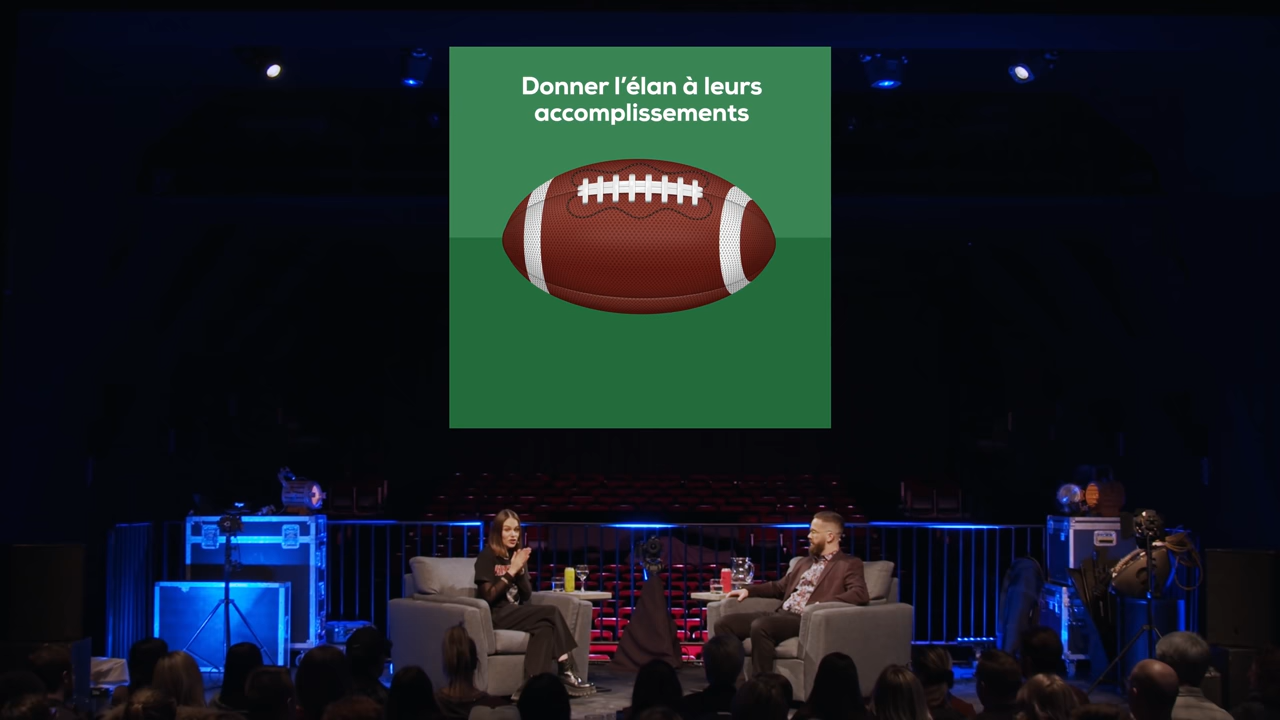 Donner l’élan à leurs
accomplissements